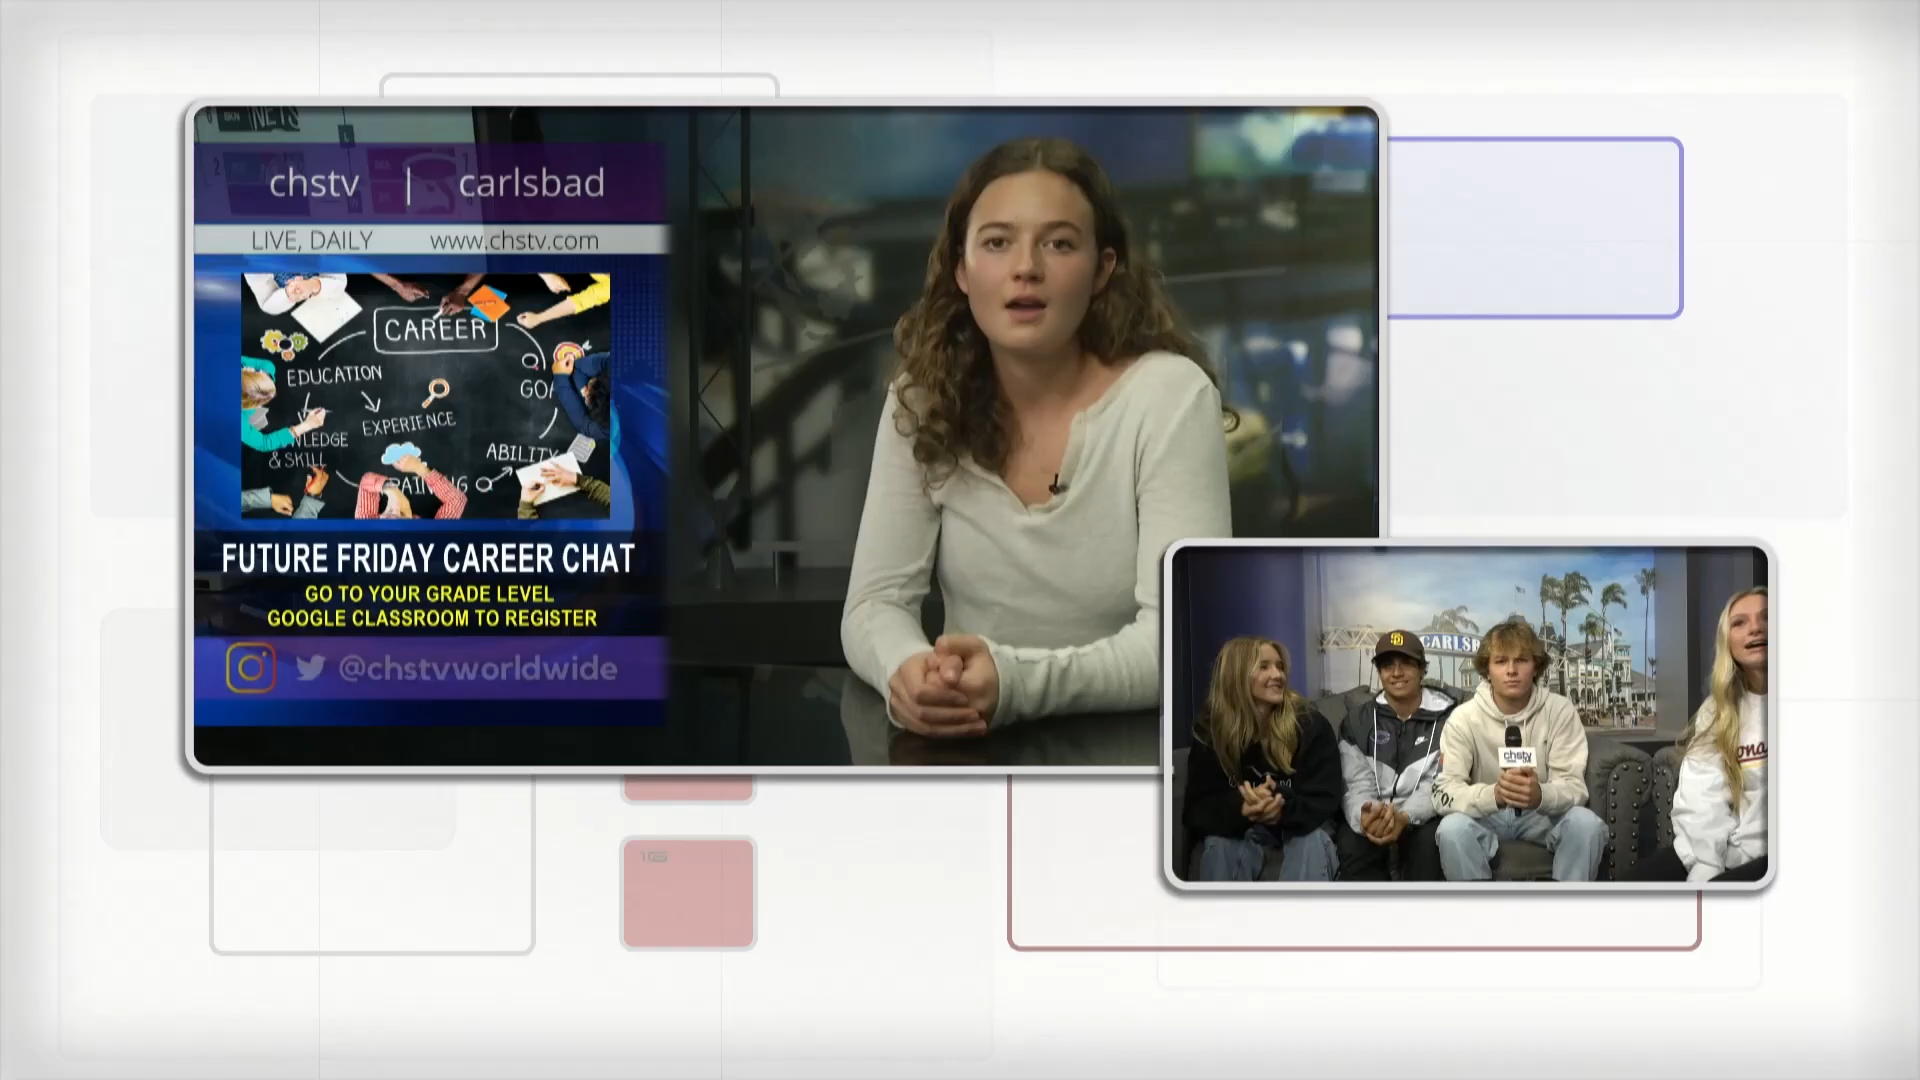 NETS
chstv | carlsbad
LIVE, DAILY www.chstv.com
CAREER
EDUCATION
EXPERIENCE
& SKILL
ABILITY
FUTURE FRIDAY CAREER CHAT
GO TO YOUR GRADE LEVEL
GOOGLE CLASSROOM TO REGISTER
@chstvworldwide
chstv